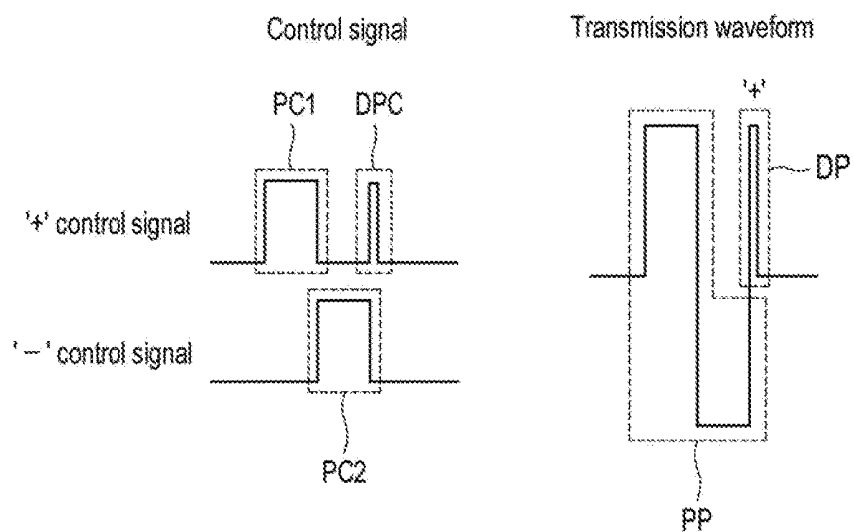 Control signal
Transmission waveform
PC1
DPC
'+'
DP
'+' control signal
'−' control signal
PC2
PP